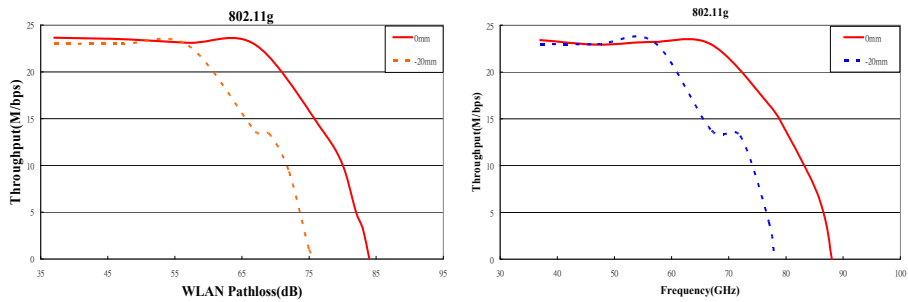 802.11g
Throughput(M/bps)
25
20
15
10
5
0
35 45 55 65 75 85 95
WLAN Pathloss(dB)
0mm
-20mm
802.11g
Throughput(M/bps)
25
20
15
10
5
0
30 40 50 60 70 80 90 100
Frequency(GHz)
0mm
-20mm